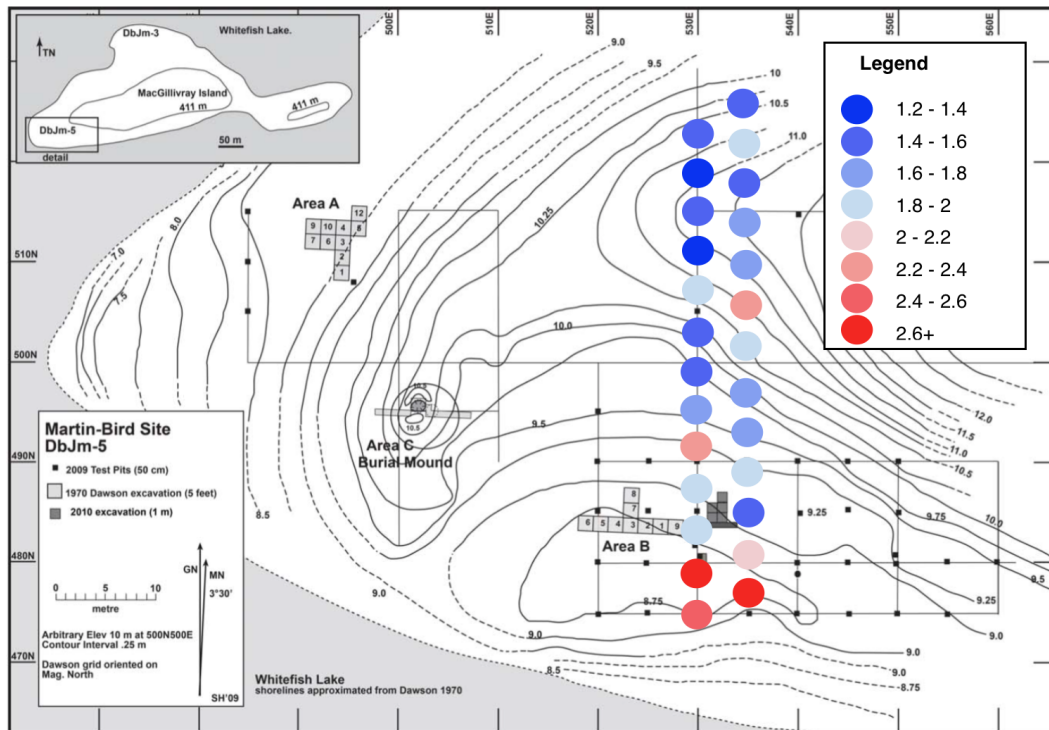 500E
510E
520E
530E
540E
550E
560E
DbJm-3
Whitefish Lake.
TN
MacGillivray Island
411 m
411 m
DbJm-5
detail
50 m
Legend
1.2 - 1.4
1.4 - 1.6
1.6 - 1.8
1.8 - 2
2 - 2.2
2.2 - 2.4
2.4 - 2.6
2.6+
9.0
9.5
10
10.5
11.0
10.25
Area A
12
9 10 4 8
7 6 3
2
1
8.0
7.0
7.5
510N
500N
490N
480N
470N
10.0
9.5
10.5
10.5
Area C
Burial Mound
12.0
11.5
11.0
10.5
10.0
9.75
9.5
9.25
9.0
8.5
9.25
8
7
6 5 4 3 2 1 9
Area B
8.75
9.0
9.0
9.0
8.5
8.75
Martin-Bird Site
DbJm-5
2009 Test Pits (50 cm)
1970 Dawson excavation (5 feet)
2010 excavation (1 m)
GN
MN
3°30'
0 10
metre
Arbitrary Elev 10 m at 500N500E
Contour Interval .25 m
Dawson grid oriented on
Mag. North
SH'09
Whitefish Lake
shorelines approximated from Dawson 1970